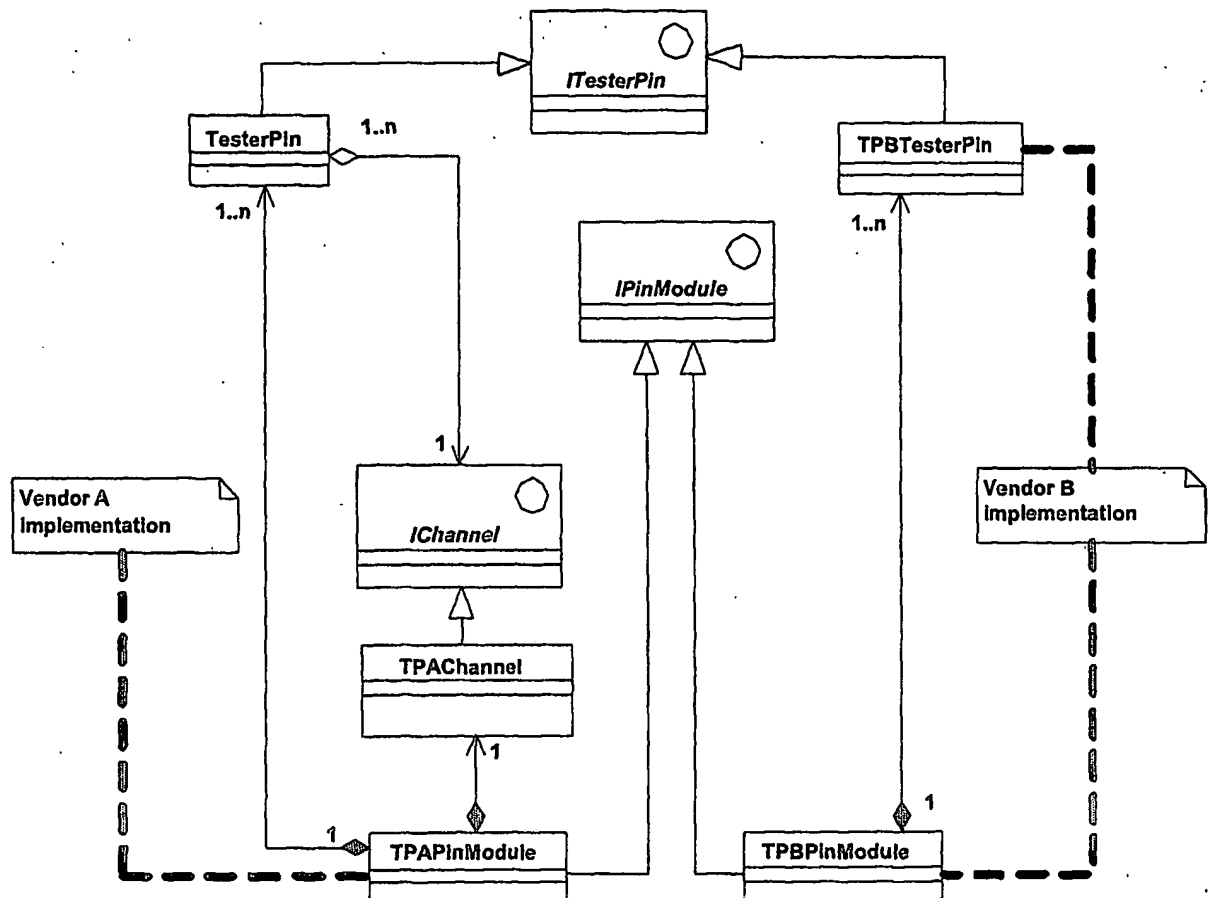 ITesterPin
TesterPin
1..n
TPBTesterPin
1..n
1..n
IPinModule
1
Vendor A
implementation
IChannel
Vendor B
implementation
TPAChannel
1
1
TPAPinModule
1
TPBPinModule